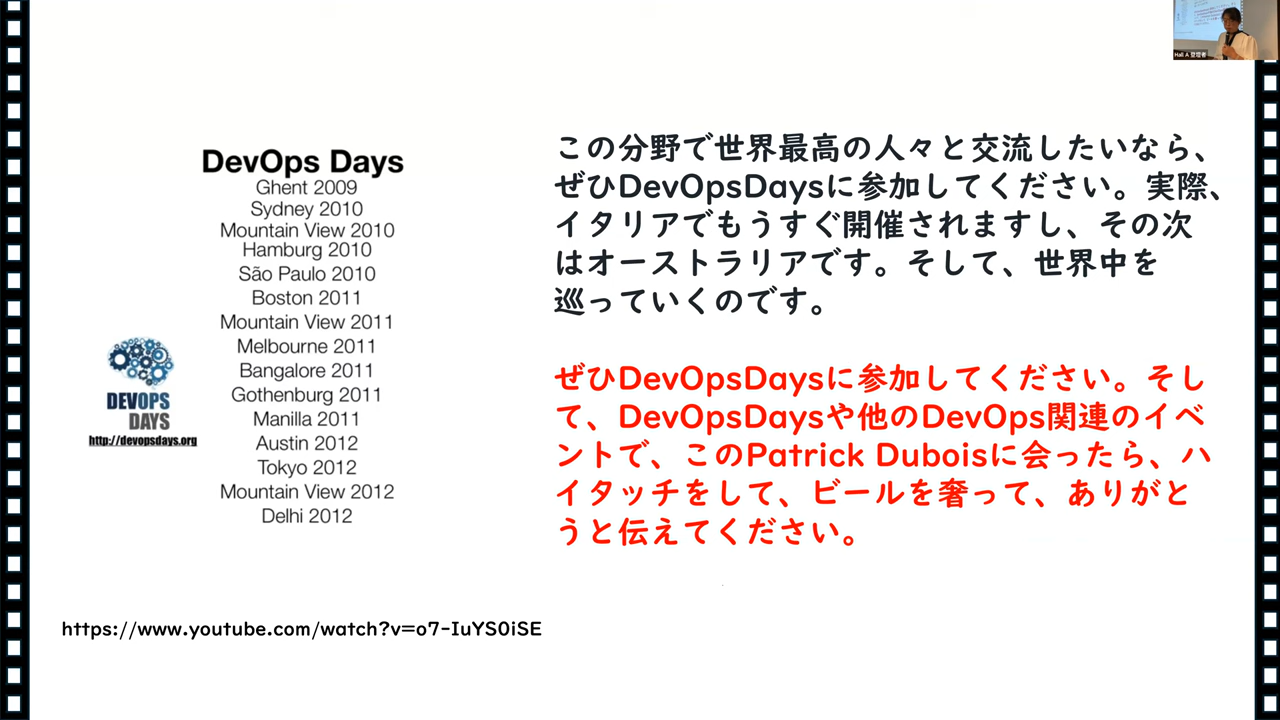 Hall A 登壇者
DevOps Days
Ghent 2009
Sydney 2010
Mountain View 2010
Hamburg 2010
São Paulo 2010
Boston 2011
Mountain View 2011
Melbourne 2011
Bangalore 2011
Gothenburg 2011
Manilla 2011
Austin 2012
Tokyo 2012
Mountain View 2012
Delhi 2012
DEVOPS
DAYS
http://devopsdays.org
この分野で世界最高の人々と交流したいなら、
ぜひDevOpsDaysに参加してください。実際、
イタリアでもうすぐ開催されますし、その次
はオーストラリアです。そして、世界中を
巡っていくのです。
ぜひDevOpsDaysに参加してください。そし
て、DevOpsDaysや他のDevOps関連のイベ
ントで、このPatrick Duboisに会ったら、ハ
イタッチをして、ビールを奢って、ありがと
うと伝えてください。
https://www.youtube.com/watch?v=o7-IuYS0iSE